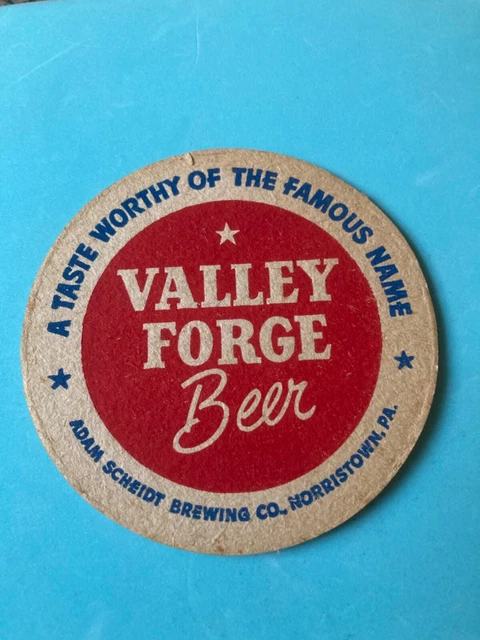 A TASTE WORTHY OF THE FAMOUS NAME
VALLEY
FORGE
Beer
ADAM SCHEIDT BREWING CO., NORRISTOWN, PA.